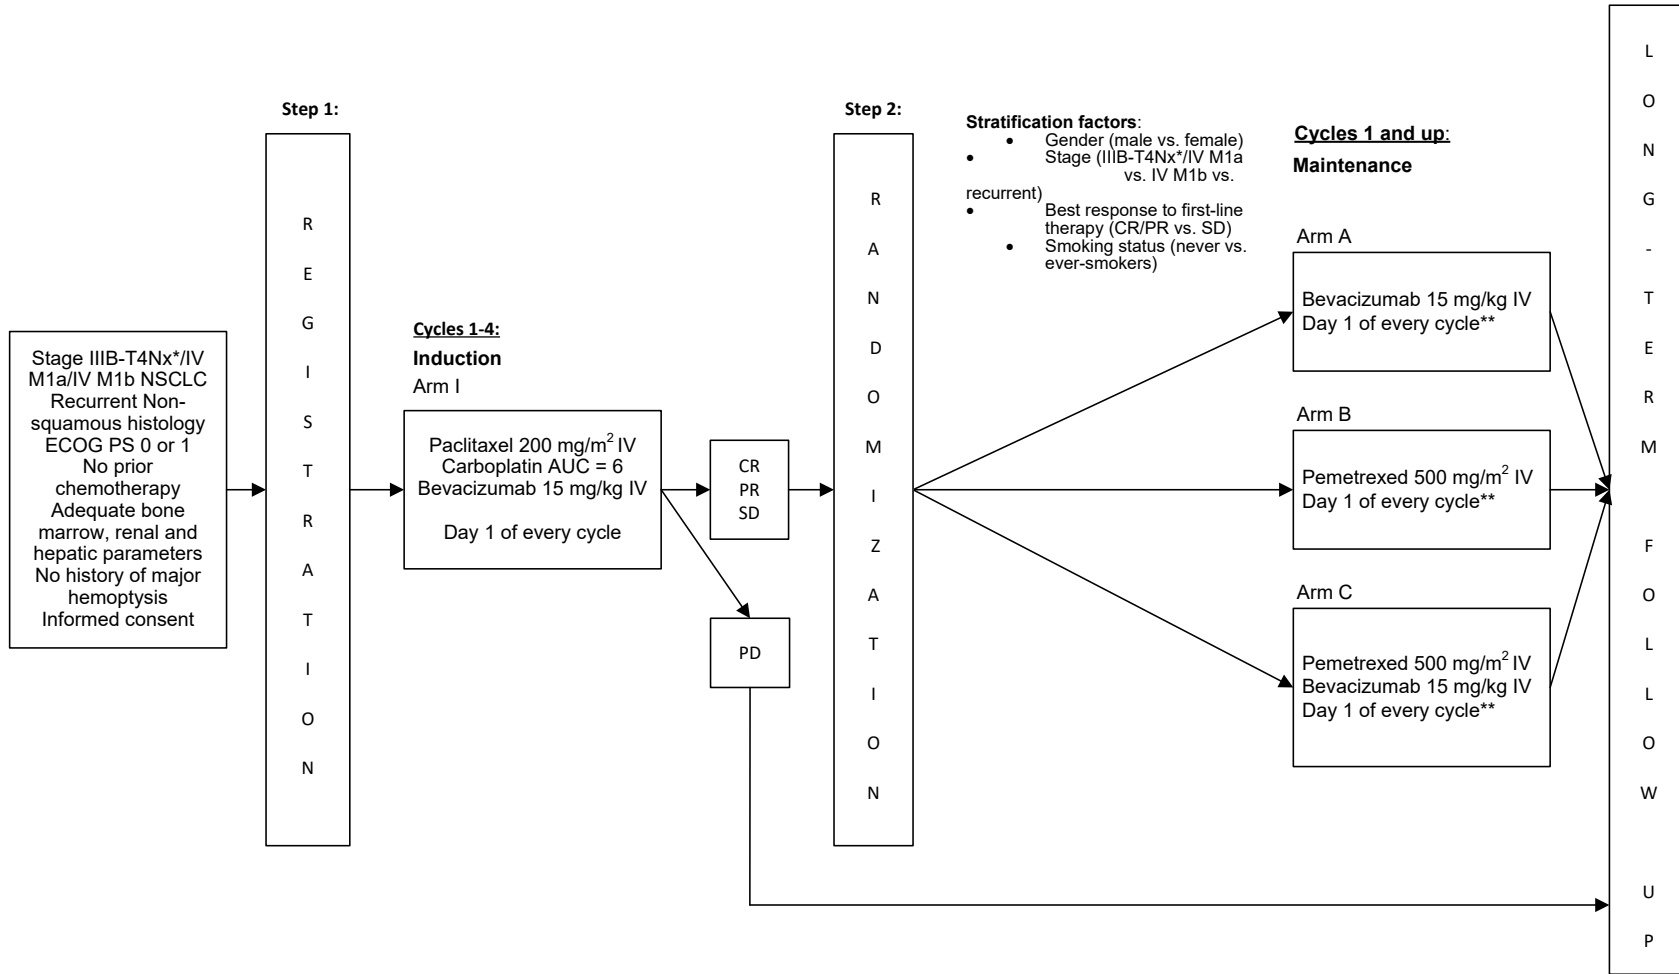 Stage IIIB-T4Nx*/IV
M1a/IV M1b NSCLC
Recurrent Non-
squamous histology
ECOG PS 0 or 1
No prior
chemotherapy
Adequate bone
marrow, renal and
hepatic parameters
No history of major
hemoptysis
Informed consent
Step 1:
R
E
G
I
S
T
R
A
T
I
O
N
Cycles 1-4:
Induction
Arm I
Paclitaxel 200 mg/m² IV
Carboplatin AUC = 6
Bevacizumab 15 mg/kg IV
Day 1 of every cycle
CR
PR
SD
PD
Step 2:
R
A
N
D
O
M
I
Z
A
T
I
O
N
Stratification factors:
• Gender (male vs. female)
• Stage (IIIB-T4Nx*/IV M1a
vs. IV M1b vs.
recurrent)
• Best response to first-line
therapy (CR/PR vs. SD)
• Smoking status (never vs.
ever-smokers)
Cycles 1 and up:
Maintenance
Arm A
Bevacizumab 15 mg/kg IV
Day 1 of every cycle**
Arm B
Pemetrexed 500 mg/m² IV
Day 1 of every cycle**
Arm C
Pemetrexed 500 mg/m² IV
Bevacizumab 15 mg/kg IV
Day 1 of every cycle**
L
O
N
G
-
T
E
R
M
F
O
L
L
O
W
U
P